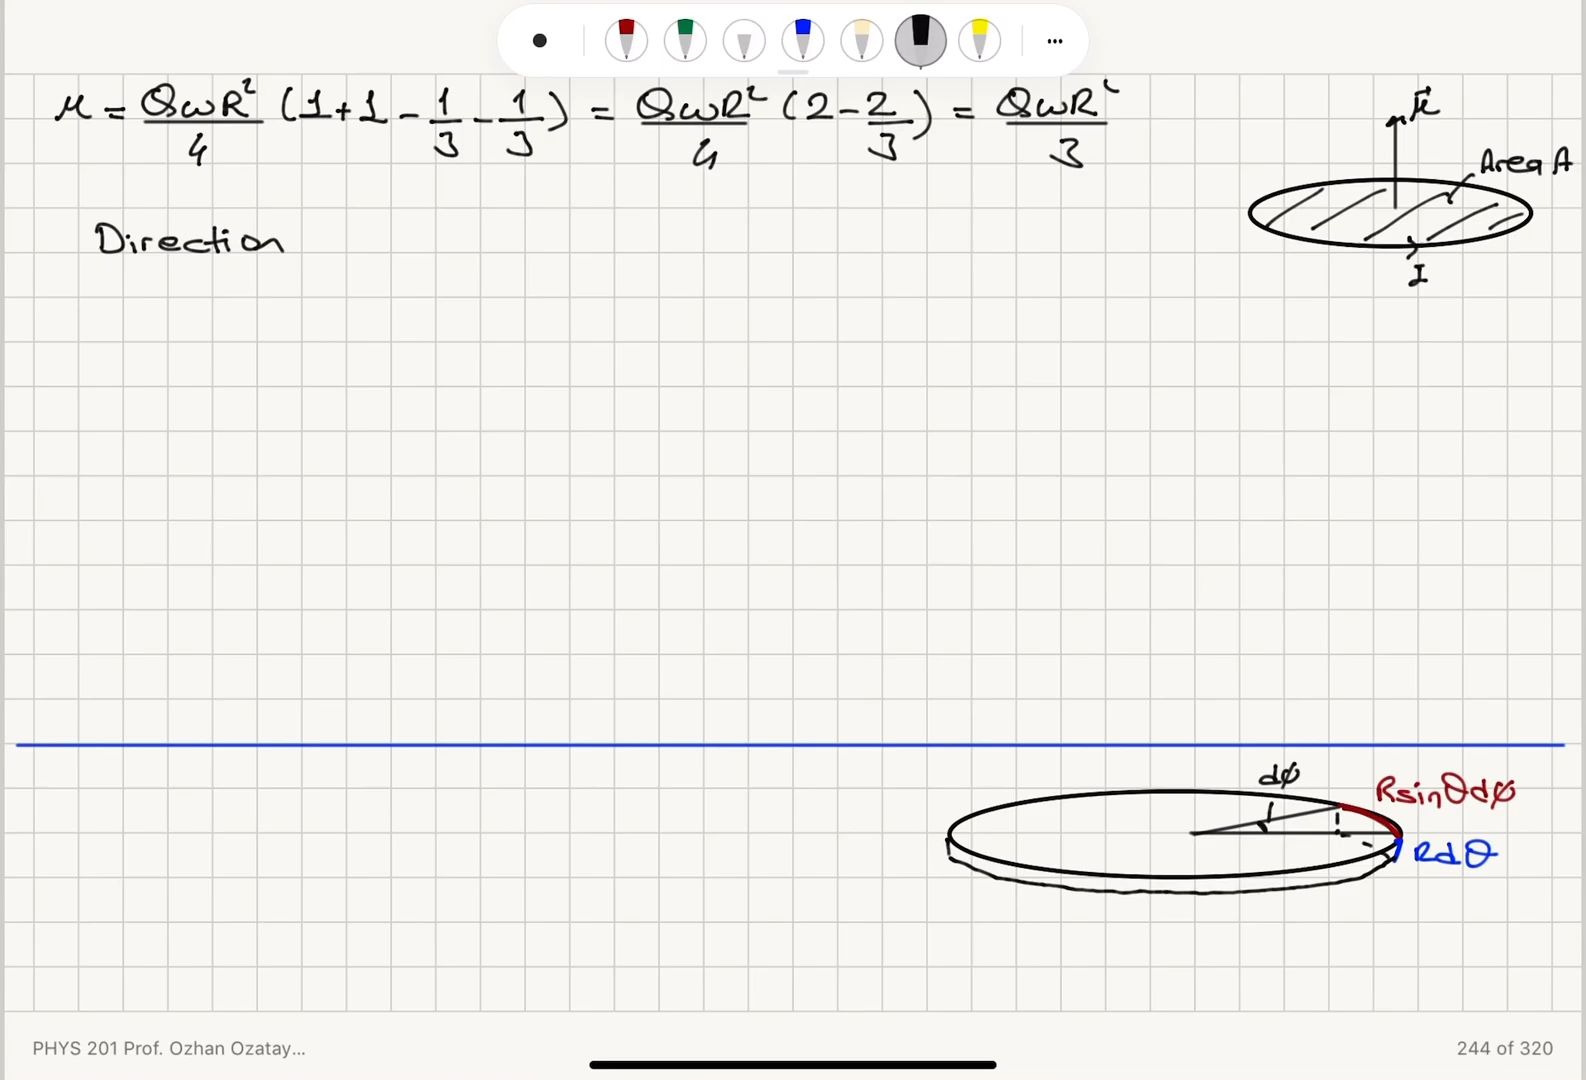 μ = QωR²/4 (1+1 - 1/3 - 1/3) = QωR²/4 (2 - 2/3) = QωR²/3
μ⃗
Area A
Direction
I
dϕ
Rsinθdϕ
Rdθ
PHYS 201 Prof. Ozhan Ozatay...
244 of 320